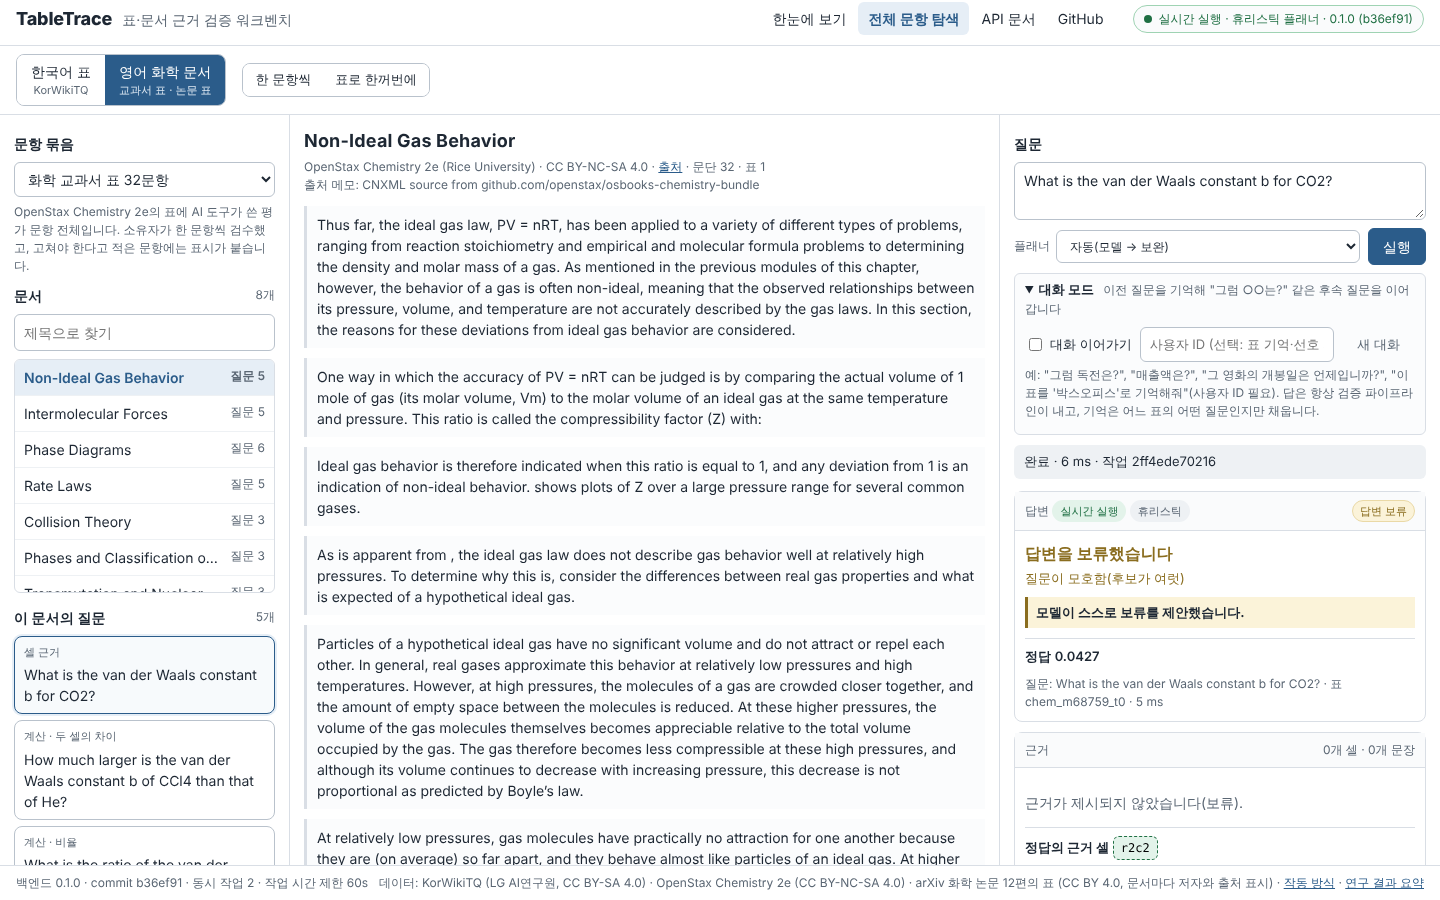 TableTrace 표·문서 근거 검증 워크벤치
한눈에 보기 전체 문항 탐색 API 문서 GitHub 실시간 실행 · 휴리스틱 플래너 · 0.1.0 (b36ef91)
한국어 표
KorWikiTQ
영어 화학 문서
교과서 표 · 논문 표
한 문항씩 표로 한꺼번에
문항 묶음
화학 교과서 표 32문항
OpenStax Chemistry 2e의 표에 AI 도구가 쓴 평
가 문항 전체입니다. 소유자가 한 문항씩 검수했
고, 고쳐야 한다고 적은 문항에는 표시가 붙습니
다.
문서 8개
제목으로 찾기
Non-Ideal Gas Behavior 질문 5
Intermolecular Forces 질문 5
Phase Diagrams 질문 6
Rate Laws 질문 5
Collision Theory 질문 3
Phases and Classification o... 질문 3
이 문서의 질문 5개
셀 근거
What is the van der Waals constant
b for CO2?
계산 · 두 셀의 차이
How much larger is the van der
Waals constant b of CCl4 than that
of He?
계산 · 비율
What is the ratio of the van der
Non-Ideal Gas Behavior
OpenStax Chemistry 2e (Rice University) · CC BY-NC-SA 4.0 · 출처 · 문단 32 · 표 1
출처 메모: CNXML source from github.com/openstax/osbooks-chemistry-bundle
Thus far, the ideal gas law, PV = nRT, has been applied to a variety of different types of problems,
ranging from reaction stoichiometry and empirical and molecular formula problems to determining
the density and molar mass of a gas. As mentioned in the previous modules of this chapter,
however, the behavior of a gas is often non-ideal, meaning that the observed relationships between
its pressure, volume, and temperature are not accurately described by the gas laws. In this section,
the reasons for these deviations from ideal gas behavior are considered.
One way in which the accuracy of PV = nRT can be judged is by comparing the actual volume of 1
mole of gas (its molar volume, Vm) to the molar volume of an ideal gas at the same temperature
and pressure. This ratio is called the compressibility factor (Z) with:
Ideal gas behavior is therefore indicated when this ratio is equal to 1, and any deviation from 1 is an
indication of non-ideal behavior. shows plots of Z over a large pressure range for several common
gases.
As is apparent from , the ideal gas law does not describe gas behavior well at relatively high
pressures. To determine why this is, consider the differences between real gas properties and what
is expected of a hypothetical ideal gas.
Particles of a hypothetical ideal gas have no significant volume and do not attract or repel each
other. In general, real gases approximate this behavior at relatively low pressures and high
temperatures. However, at high pressures, the molecules of a gas are crowded closer together, and
the amount of empty space between the molecules is reduced. At these higher pressures, the
volume of the gas molecules themselves becomes appreciable relative to the total volume
occupied by the gas. The gas therefore becomes less compressible at these high pressures, and
although its volume continues to decrease with increasing pressure, this decrease is not
proportional as predicted by Boyle’s law.
At relatively low pressures, gas molecules have practically no attraction for one another because
they are (on average) so far apart, and they behave almost like particles of an ideal gas. At higher
질문
What is the van der Waals constant b for CO2?
플래너 자동(모델 → 보완) 실행
▼ 대화 모드 이전 질문을 기억해 "그럼 ○○는?" 같은 후속 질문을 이어
갑니다
대화 이어가기 사용자 ID (선택: 표 기억·선호 새 대화
예: "그럼 독전은?", "매출액은?", "그 영화의 개봉일은 언제입니까?", "이
표를 '박스오피스'로 기억해줘"(사용자 ID 필요). 답은 항상 검증 파이프라
인이 내고, 기억은 어느 표의 어떤 질문인지만 채웁니다.
완료 · 6 ms · 작업 2ff4ede70216
답변 실시간 실행 휴리스틱 답변 보류
답변을 보류했습니다
질문이 모호함(후보가 여럿)
모델이 스스로 보류를 제안했습니다.
정답 0.0427
질문: What is the van der Waals constant b for CO2? · 표
chem_m68759_t0 · 5 ms
근거 0개 셀 · 0개 문장
근거가 제시되지 않았습니다(보류).
정답의 근거 셀 r2c2
백엔드 0.1.0 · commit b36ef91 · 동시 작업 2 · 작업 시간 제한 60s 데이터: KorWikiTQ (LG AI연구원, CC BY-SA 4.0) · OpenStax Chemistry 2e (CC BY-NC-SA 4.0) · arXiv 화학 논문 12편의 표 (CC BY 4.0, 문서마다 저자와 출처 표시) · 작동 방식 · 연구 결과 요약